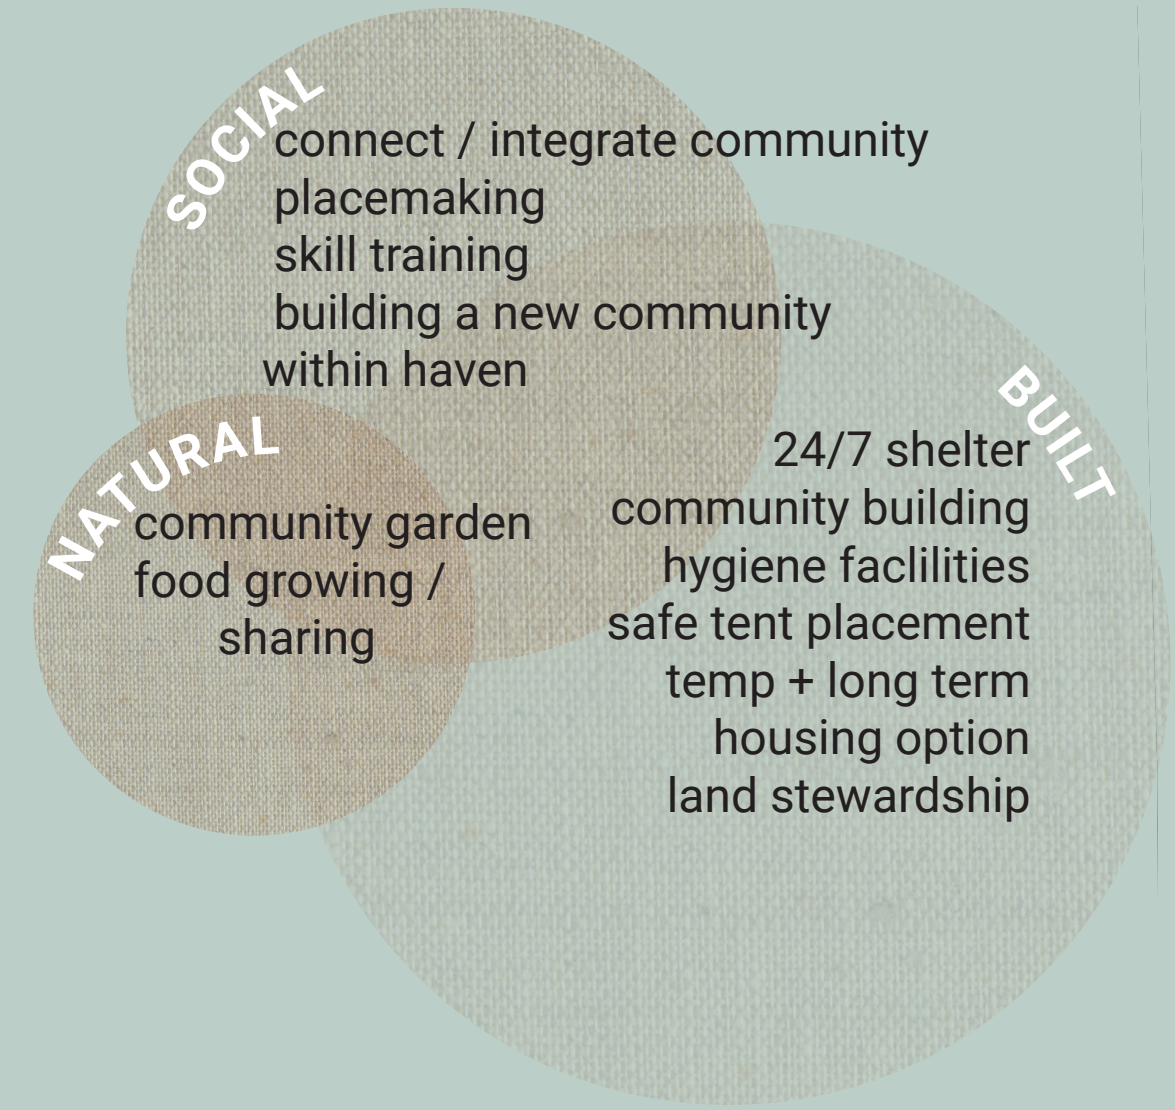 SOCIAL
connect / integrate community
placemaking
skill training
building a new community
within haven
NATURAL
community garden
food growing /
sharing
BUILT
24/7 shelter
community building
hygiene faclilities
safe tent placement
temp + long term
housing option
land stewardship